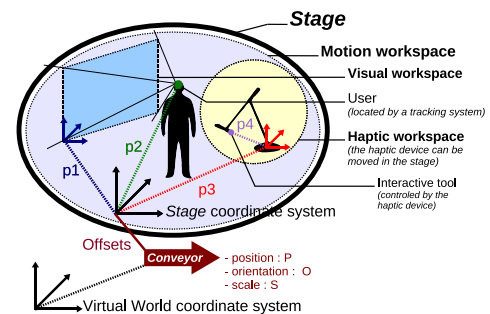 Stage
Motion workspace
Visual workspace
User
(located by a tracking system)
Haptic workspace
(the haptic device can be
moved in the stage)
Interactive tool
(controled by the
haptic device)
p4
p2
p1
p3
Stage coordinate system
Offsets
Conveyor
- position : P
- orientation : O
- scale : S
Virtual World coordinate system